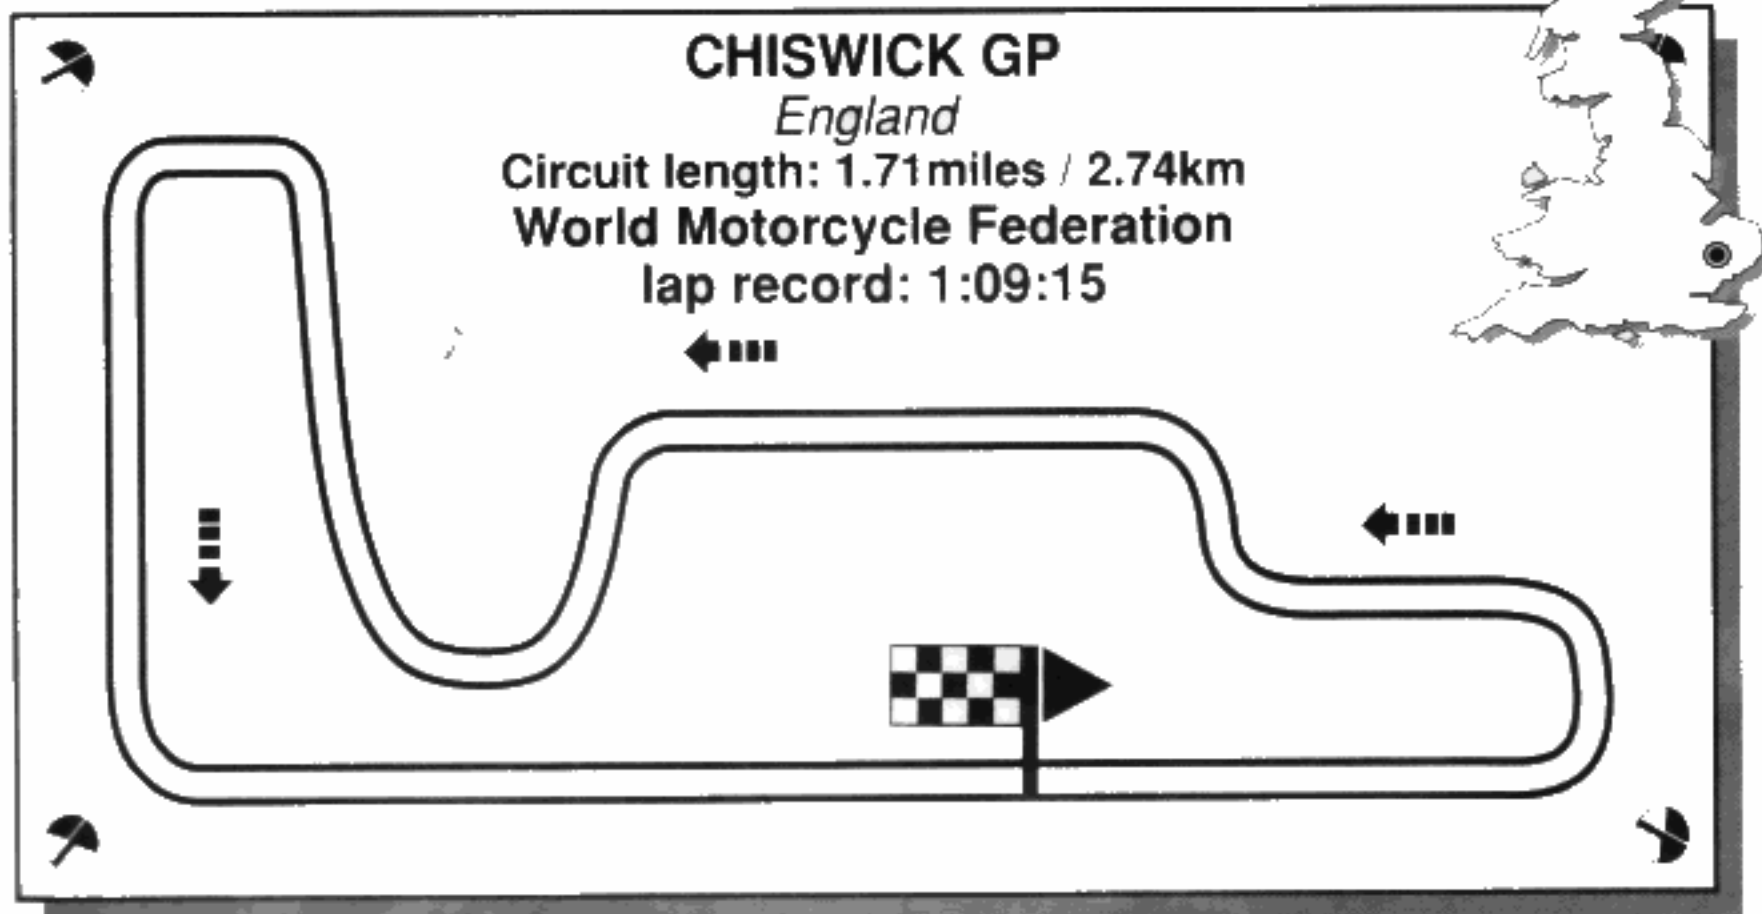 CHISWICK GP
England
Circuit length: 1.71miles / 2.74km
World Motorcycle Federation
lap record: 1:09:15